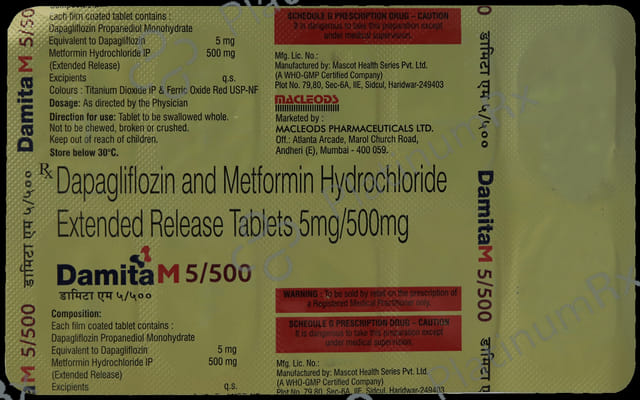 Composition:
Each film coated tablet contains :
Dapagliflozin Propanediol Monohydrate
Equivalent to Dapagliflozin 5 mg
Metformin Hydrochloride IP 500 mg
(Extended Release)
Excipients q.s.
Colours : Titanium Dioxide IP & Ferric Oxide Red USP-NF
Dosage: As directed by the Physician
Direction for use: Tablet to be swallowed whole.
Not to be chewed, broken or crushed.
Keep out of reach of children.
Store below 30°C.
SCHEDULE G PRESCRIPTION DRUG – CAUTION
It is dangerous to take this preparation except
under medical supervision.
Mfg. Lic. No.:
Manufactured by: Mascot Health Series Pvt. Ltd.
(A WHO-GMP Certified Company)
Plot No. 79,80, Sec-6A, IIE, Sidcul, Haridwar-249403
MACLEODS
Marketed by :
MACLEODS PHARMACEUTICALS LTD.
Off.: Atlanta Arcade, Marol Church Road,
Andheri (E), Mumbai - 400 059.
Rx Dapagliflozin and Metformin Hydrochloride
Extended Release Tablets 5mg/500mg
Damita M 5/500
डामिटा एम ५/५००
Composition:
Each film coated tablet contains :
Dapagliflozin Propanediol Monohydrate
Equivalent to Dapagliflozin 5 mg
Metformin Hydrochloride IP 500 mg
(Extended Release)
Excipients q.s.
WARNING : To be sold by retail on the prescription of
a Registered Medical Practitioner only.
SCHEDULE G PRESCRIPTION DRUG – CAUTION
It is dangerous to take this preparation except
under medical supervision.
Mfg. Lic. No.:
Manufactured by: Mascot Health Series Pvt. Ltd.
(A WHO-GMP Certified Company)
Plot No. 79,80, Sec-6A, IIE, Sidcul, Haridwar-249403
Damita M 5/50
डामिटा एम ५/५००
M 5/500
डामिटा एम ५/५००
Damita M 5/500
डामिटा ए
PlatinumRx
PlatinumRx